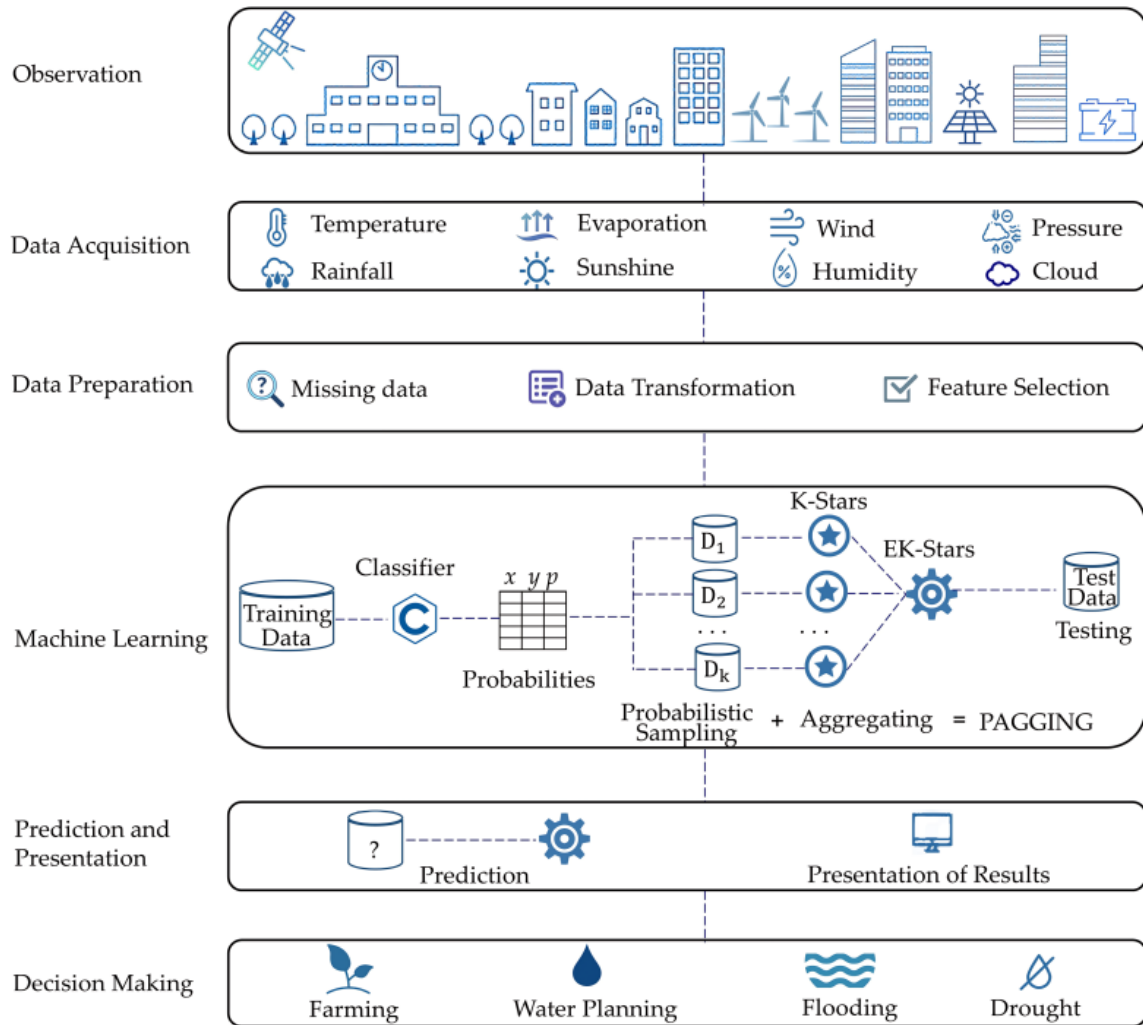 Observation
Data Acquisition
Temperature
Evaporation
Wind
Pressure
Rainfall
Sunshine
Humidity
%
Cloud
Data Preparation
?
Missing data
Data Transformation
Feature Selection
Machine Learning
K-Stars
EK-Stars
Classifier
x y p
D1
D2
. . .
. . .
Dk
Training
Data
C
Test
Data
Testing
Probabilities
Probabilistic
Sampling
+ Aggregating = PAGGING
Prediction and
Presentation
?
Prediction
Presentation of Results
Decision Making
Farming
Water Planning
Flooding
Drought